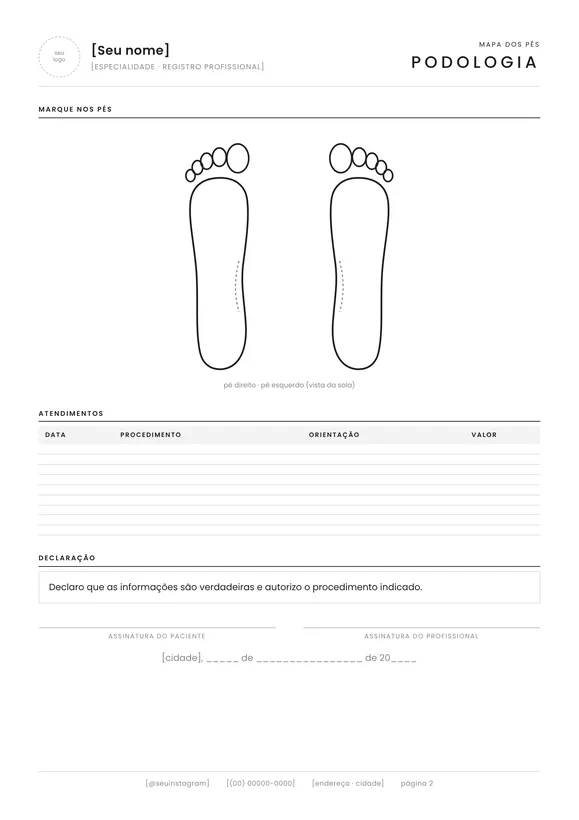 seu
logo
[Seu nome]
[ESPECIALIDADE · REGISTRO PROFISSIONAL]
MAPA DOS PÉS
PODOLOGIA
MARQUE NOS PÉS
pé direito · pé esquerdo (vista da sola)
ATENDIMENTOS
DATA PROCEDIMENTO ORIENTAÇÃO VALOR
DECLARAÇÃO
Declaro que as informações são verdadeiras e autorizo o procedimento indicado.
ASSINATURA DO PACIENTE ASSINATURA DO PROFISSIONAL
[cidade], _____ de ________________ de 20____
[@seuinstagram] [(00) 00000-0000] [endereço · cidade] página 2